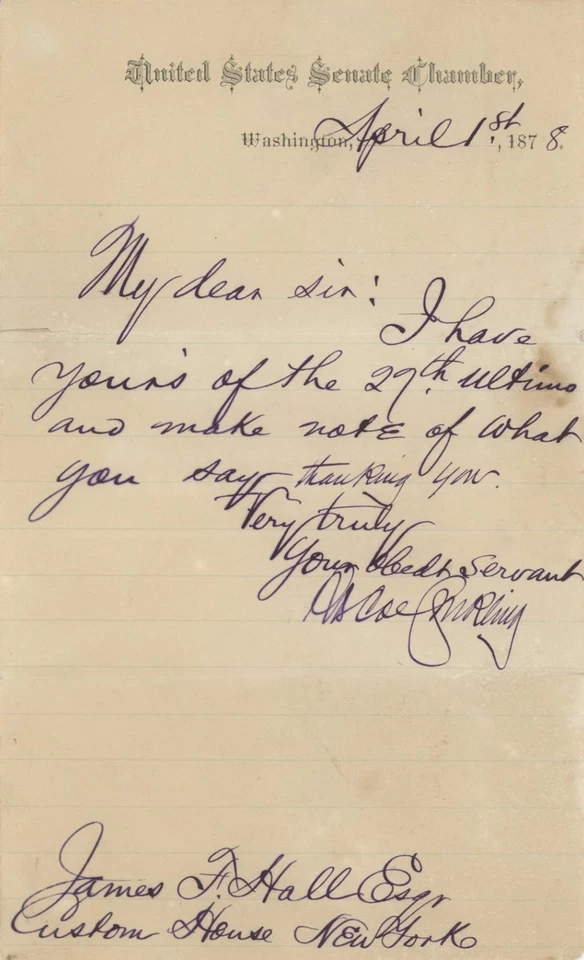 United States Senate Chamber,
Washington, April 1st, 1878.
My dear sir:
I have
your's of the 29th. ultimo
and make note of what
you say thanking you.
Very truly
Your obedt servant
Roscoe Conkling
James F. Hall Esqr
Custom House New York